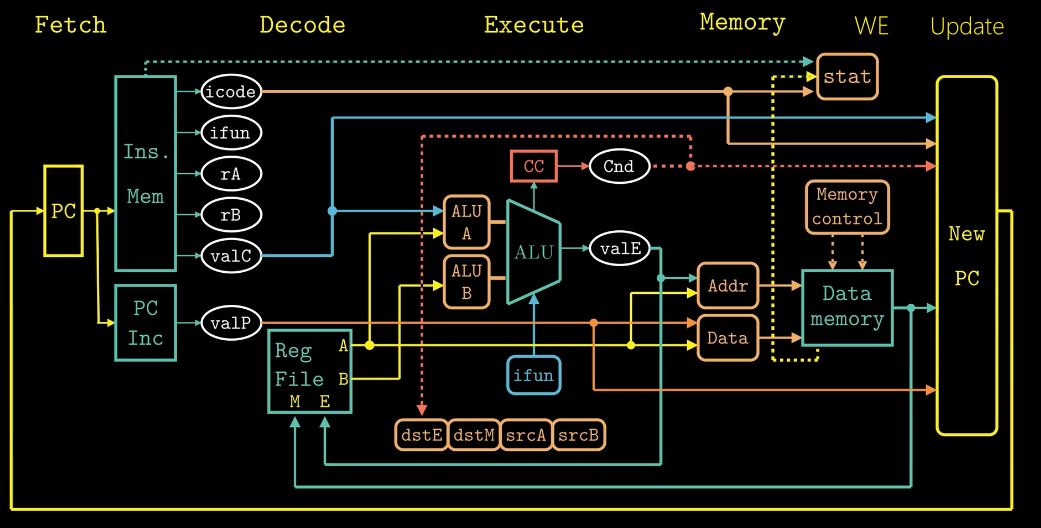 Fetch
Decode
Execute
Memory
WE
Update
stat
icode
ifun
Ins.
Mem
rA
rB
valC
PC
PC
Inc
valP
CC
Cnd
ALU
A
ALU
B
ALU
valE
Memory
control
Addr
Data
Data
memory
New
PC
Reg
File
A
B
M
E
ifun
dstE
dstM
srcA
srcB